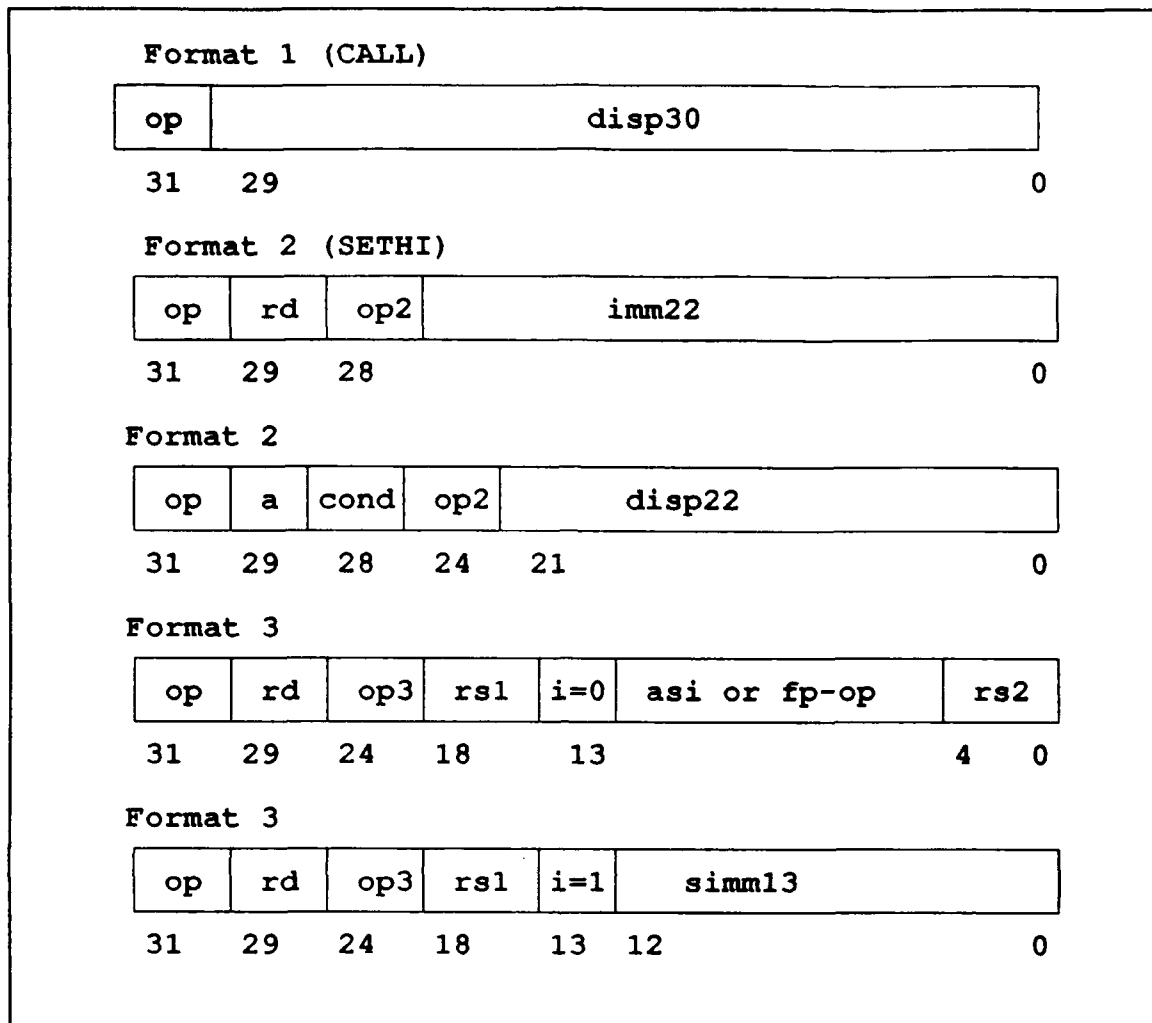 Format 1 (CALL)
op disp30
31 29 0
Format 2 (SETHI)
op rd op2 imm22
31 29 28 0
Format 2
op a cond op2 disp22
31 29 28 24 21 0
Format 3
op rd op3 rs1 i=0 asi or fp-op rs2
31 29 24 18 13 4 0
Format 3
op rd op3 rs1 i=1 simm13
31 29 24 18 13 12 0